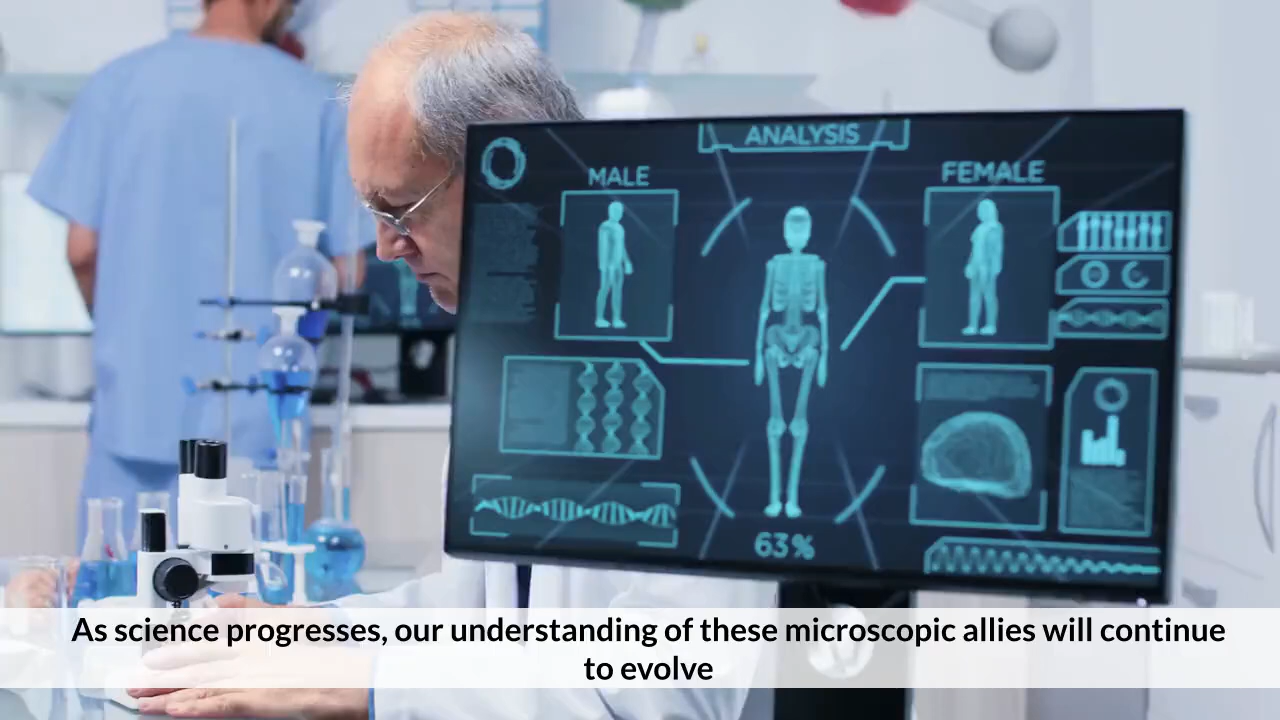 ANALYSIS
MALE
FEMALE
63%
As science progresses, our understanding of these microscopic allies will continue
to evolve